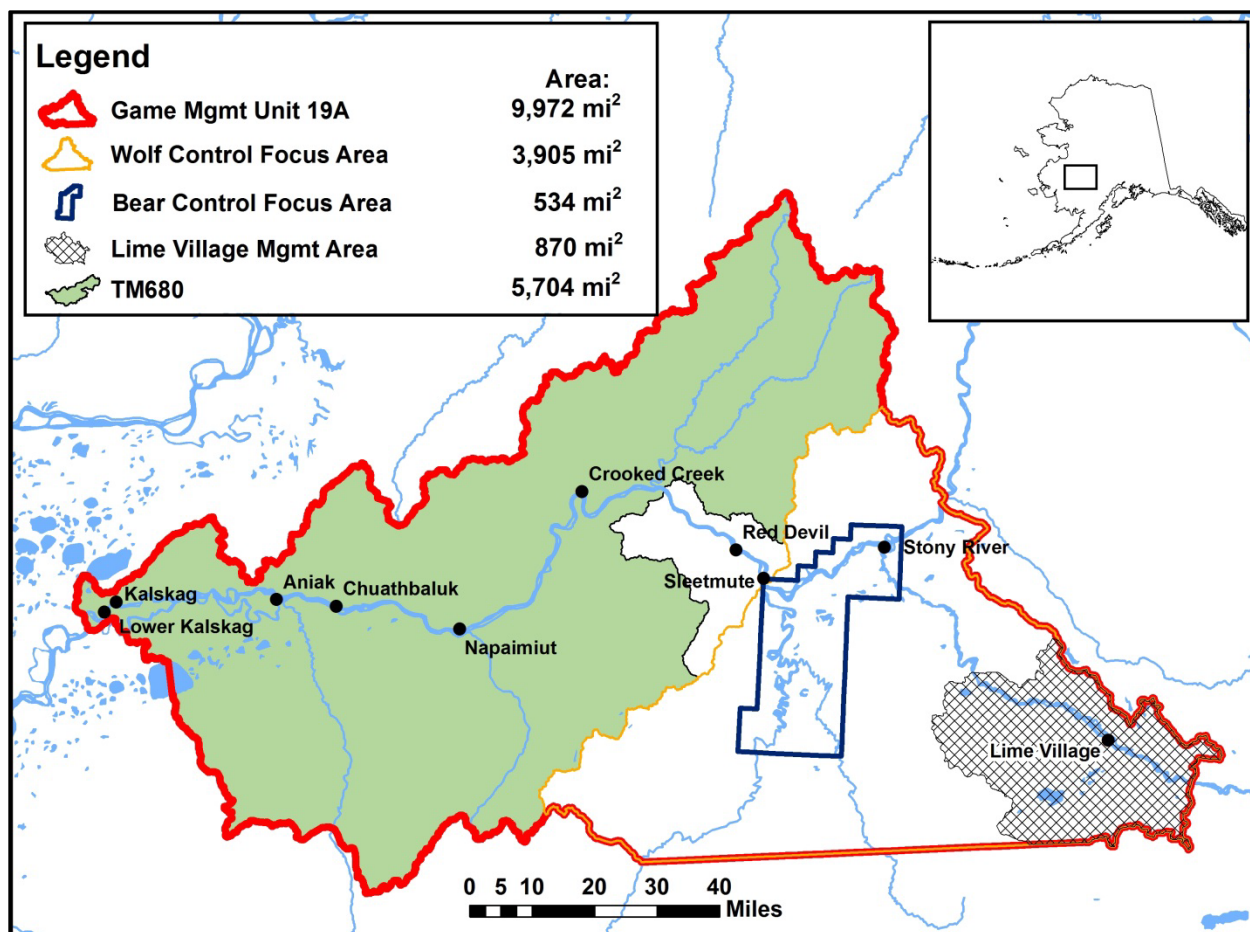 Legend
Area:
Game Mgmt Unit 19A 9,972 mi²
Wolf Control Focus Area 3,905 mi²
Bear Control Focus Area 534 mi²
Lime Village Mgmt Area 870 mi²
TM680 5,704 mi²
Crooked Creek
Red Devil
Stony River
Sleetmute
Kalskag
Aniak
Chuathbaluk
Lower Kalskag
Napaimiut
Lime Village
0 5 10 20 30 40
Miles